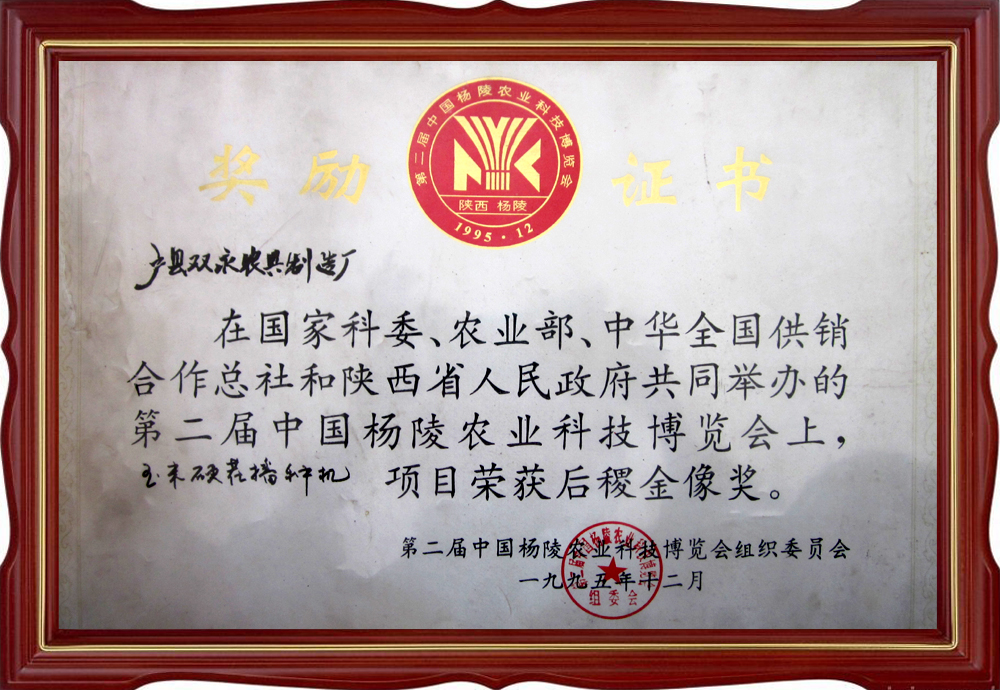 第二届中国杨陵农业科技博览会
陕西 杨陵
1995·12
奖励 证书
户县双永农具制造厂
在国家科委、农业部、中华全国供销
合作总社和陕西省人民政府共同举办的
第二届中国杨陵农业科技博览会上，
玉米硬茬播种机 项目荣获后稷金像奖。
第二届中国杨陵农业科技博览会组织委员会
一九九五年十二月
组委会